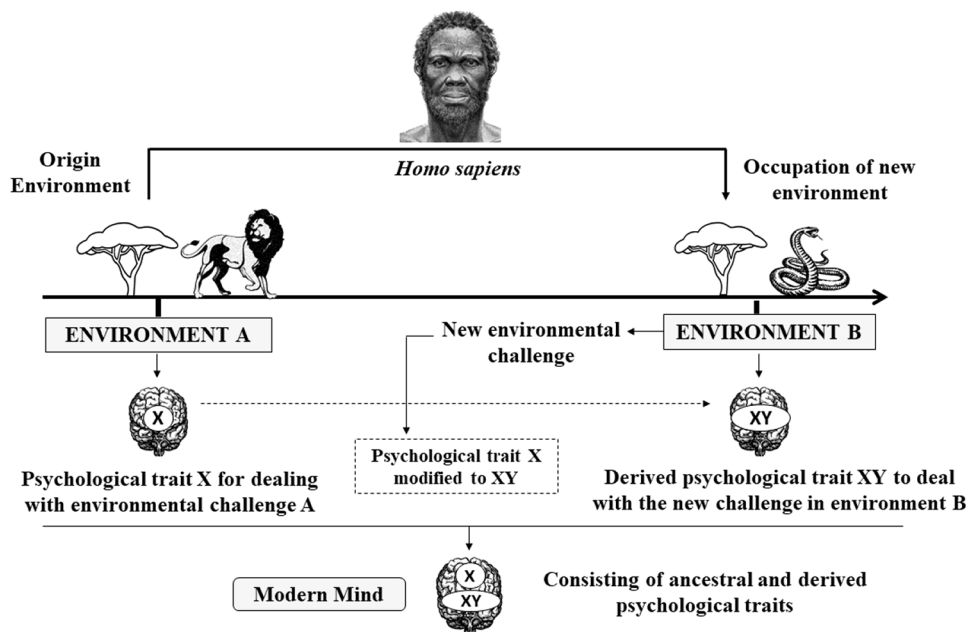 Origin
Environment
Homo sapiens
Occupation of new
environment
ENVIRONMENT A
New environmental
challenge
ENVIRONMENT B
X
XY
Psychological trait X for dealing
with environmental challenge A
Psychological trait X
modified to XY
Derived psychological trait XY to deal
with the new challenge in environment B
Modern Mind
X
XY
Consisting of ancestral and derived
psychological traits